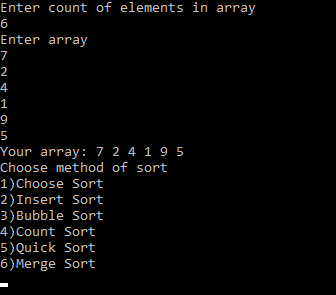 Enter count of elements in array
6
Enter array
7
2
4
1
9
5
Your array: 7 2 4 1 9 5
Choose method of sort
1)Choose Sort
2)Insert Sort
3)Bubble Sort
4)Count Sort
5)Quick Sort
6)Merge Sort